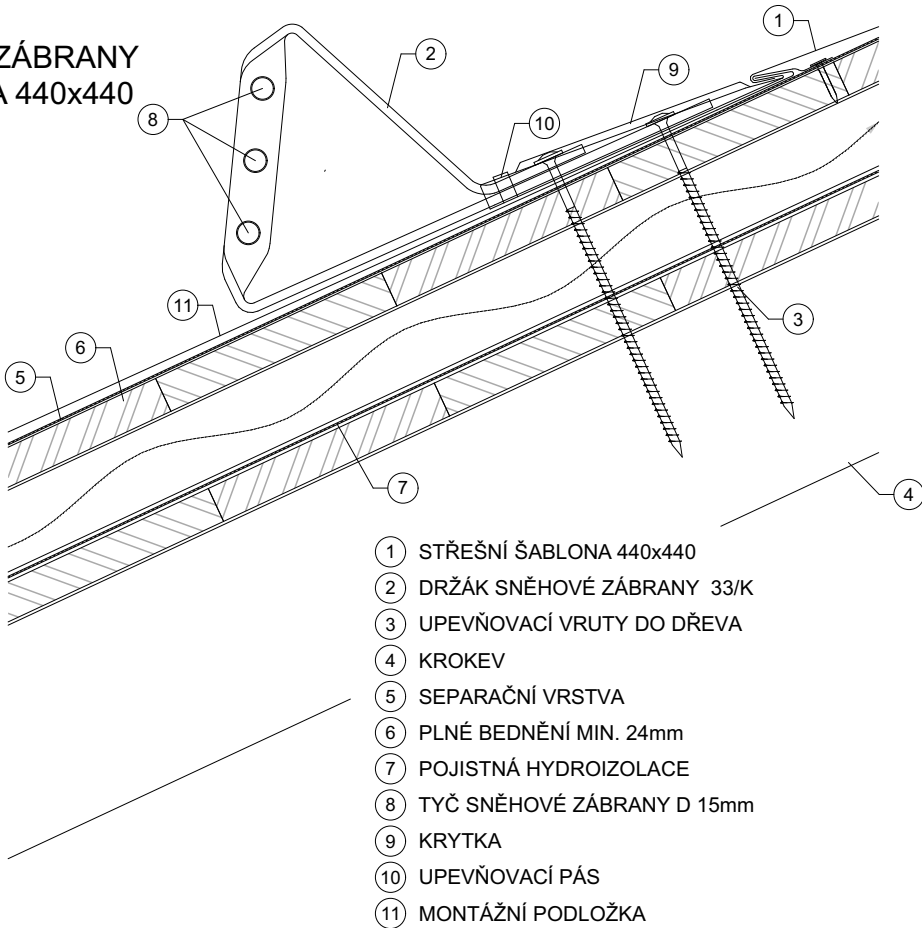 ZÁBRANY
A 440x440
1
2
9
8
10
11
3
6
5
7
4
1 STŘEŠNÍ ŠABLONA 440x440
2 DRŽÁK SNĚHOVÉ ZÁBRANY 33/K
3 UPEVŇOVACÍ VRUTY DO DŘEVA
4 KROKEV
5 SEPARAČNÍ VRSTVA
6 PLNÉ BEDNĚNÍ MIN. 24mm
7 POJISTNÁ HYDROIZOLACE
8 TYČ SNĚHOVÉ ZÁBRANY D 15mm
9 KRYTKA
10 UPEVŇOVACÍ PÁS
11 MONTÁŽNÍ PODLOŽKA